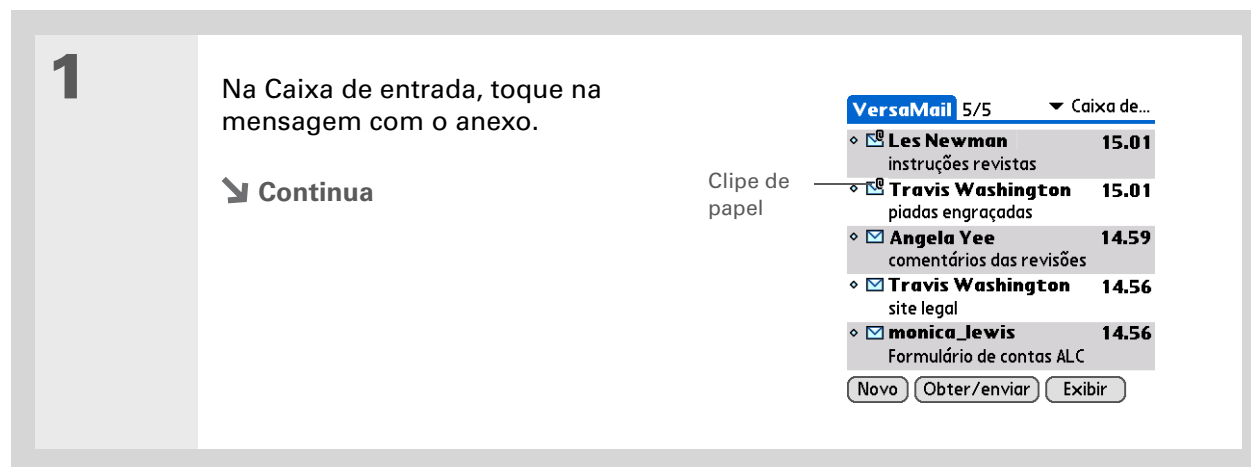 1
Na Caixa de entrada, toque na
mensagem com o anexo.
Continua
Clipe de
papel
VersaMail 5/5 Caixa de...
Les Newman 15.01
instruções revistas
Travis Washington 15.01
piadas engraçadas
Angela Yee 14.59
comentários das revisões
Travis Washington 14.56
site legal
monica_lewis 14.56
Formulário de contas ALC
Novo Obter/enviar Exibir